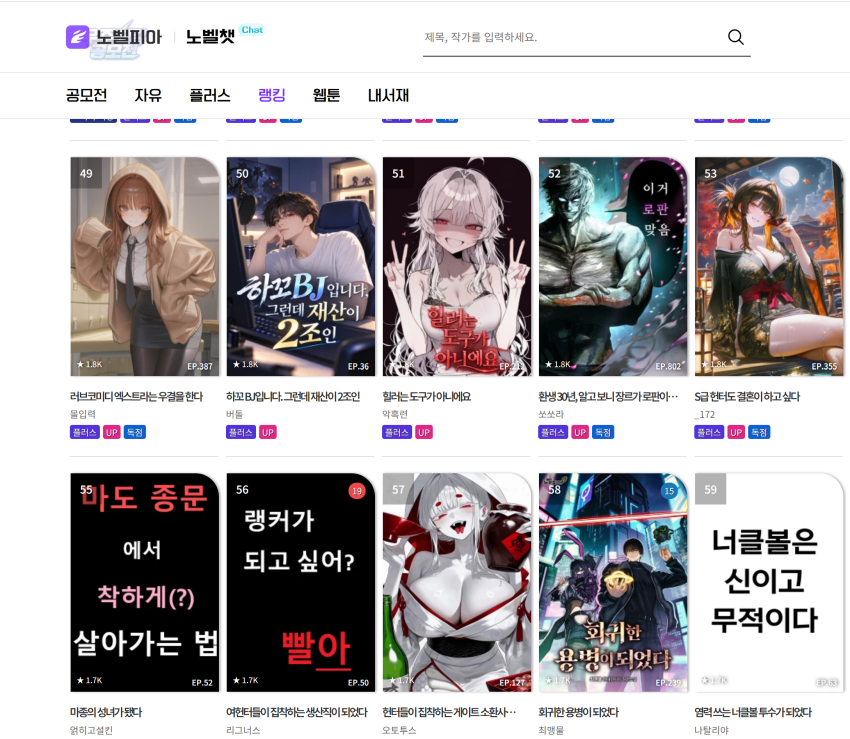 노벨피아
노벨챗 Chat
제목, 작가를 입력하세요.
공모전 자유 플러스 랭킹 웹툰 내서재
49
★ 1.8K
EP.387
러브코미디 엑스트라는 우결을 한다
물입력
플러스 UP 독점
50
하꼬BJ입니다.
그런데 재산이
2조인
EP.36
★ 1.8K
하꼬 BJ입니다. 그런데 재산이 2조인
버돌
플러스 UP
51
힐러는
도구가
아니에요
EP.212
힐러는 도구가 아니에요
악흑련
플러스 UP
52
이거
로판
맞음
★ 1.8K
EP.802
환생 30년, 알고 보니 장르가 로판이…
쏘쏘라
플러스 UP 독점
53
★ 1.8K
EP.355
S급 헌터도 결혼이 하고 싶다
_172
플러스 UP 독점
55
마도 종문
에서
착하게(?)
살아가는 법
★ 1.7K
EP.52
마종의 성녀가 됐다
얽히고설킨
56
19
랭커가
되고 싶어?
빨아
★ 1.7K
EP.50
여헌터들이 집착하는 생산직이 되었다
리그너스
57
★ 1.7K
EP.127
헌터들이 집착하는 게이트 소환사…
오토투스
58
15
회귀한
용병이 되었다
★ 1.7K
EP.239
회귀한 용병이 되었다
최맹물
59
너클볼은
신이고
무적이다
★ 1.7K
EP.63
염력 쓰는 너클볼 투수가 되었다
나탈리야